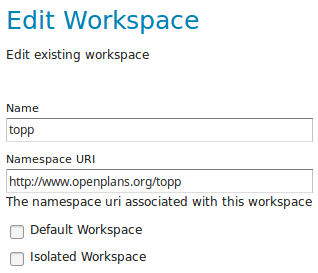 Edit Workspace
Edit existing workspace
Name
topp
Namespace URI
http://www.openplans.org/topp
The namespace uri associated with this workspace
Default Workspace
Isolated Workspace